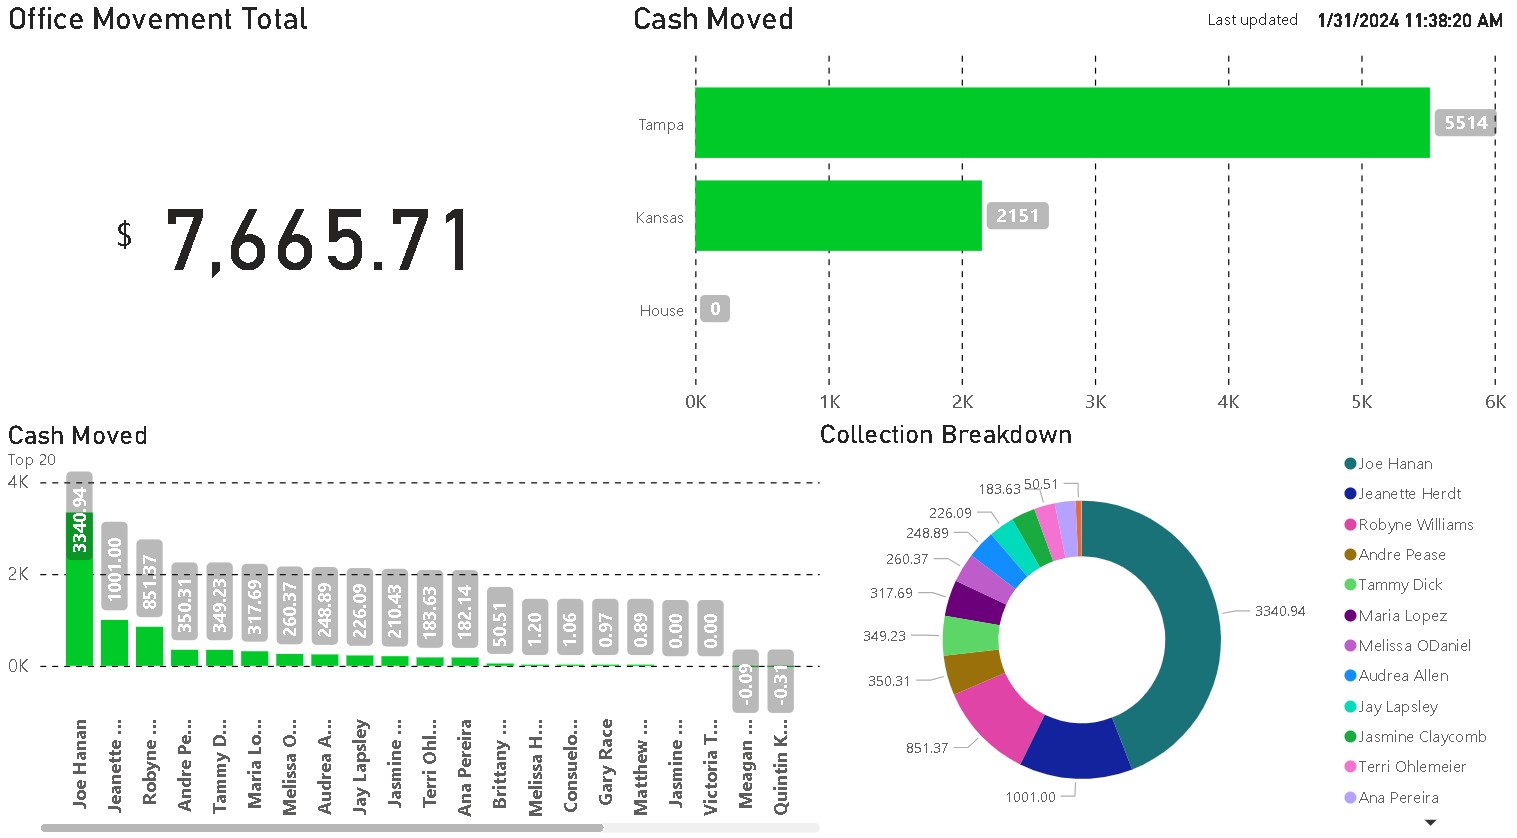 Office Movement Total
$ 7,665.71
Cash Moved
Last updated 1/31/2024 11:38:20 AM
Tampa
5514
Kansas
2151
House
0
0K 1K 2K 3K 4K 5K 6K
Cash Moved
Top 20
4K
2K
0K
3340.94
1001.00
851.37
350.31
349.23
317.69
260.37
248.89
226.09
210.43
183.63
182.14
50.51
1.20
1.06
0.97
0.89
0.00
0.00
-0.09
-0.31
Joe Hanan
Jeanette ...
Robyne ...
Andre Pe...
Tammy D...
Maria Lo...
Melissa O...
Audrea A...
Jay Lapsley
Jasmine ...
Terri Ohl...
Ana Pereira
Brittany ...
Melissa H...
Consuelo...
Gary Race
Matthew ...
Jasmine ...
Victoria T...
Meagan ...
Quintin K...
Collection Breakdown
50.51
183.63
226.09
248.89
260.37
317.69
349.23
350.31
851.37
1001.00
3340.94
Joe Hanan
Jeanette Herdt
Robyne Williams
Andre Pease
Tammy Dick
Maria Lopez
Melissa ODaniel
Audrea Allen
Jay Lapsley
Jasmine Claycomb
Terri Ohlemeier
Ana Pereira